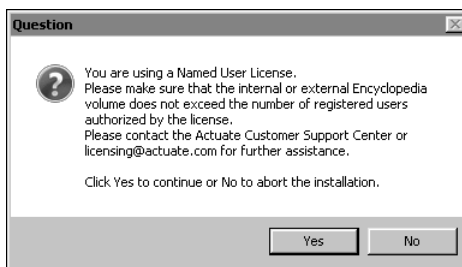 Question
You are using a Named User License.
Please make sure that the internal or external Encyclopedia
volume does not exceed the number of registered users
authorized by the license.
Please contact the Actuate Customer Support Center or
licensing@actuate.com for further assistance.
Click Yes to continue or No to abort the installation.
Yes No